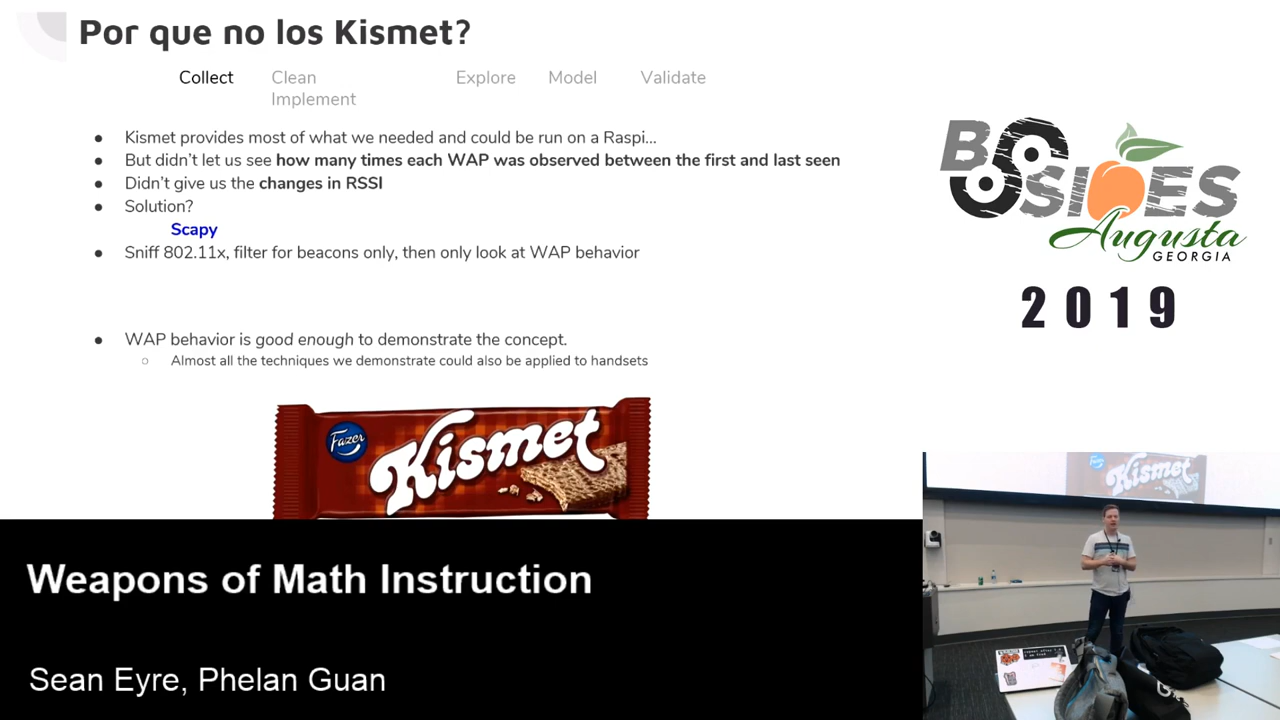 Por que no los Kismet?
Collect Clean Explore Model Validate
Implement
● Kismet provides most of what we needed and could be run on a Raspi...
● But didn't let us see how many times each WAP was observed between the first and last seen
● Didn't give us the changes in RSSI
● Solution?
Scapy
● Sniff 802.11x, filter for beacons only, then only look at WAP behavior
● WAP behavior is good enough to demonstrate the concept.
○ Almost all the techniques we demonstrate could also be applied to handsets
Fazer
Kismet
BSIDES
Augusta
GEORGIA
2019
Kismet
Weapons of Math Instruction
Sean Eyre, Phelan Guan